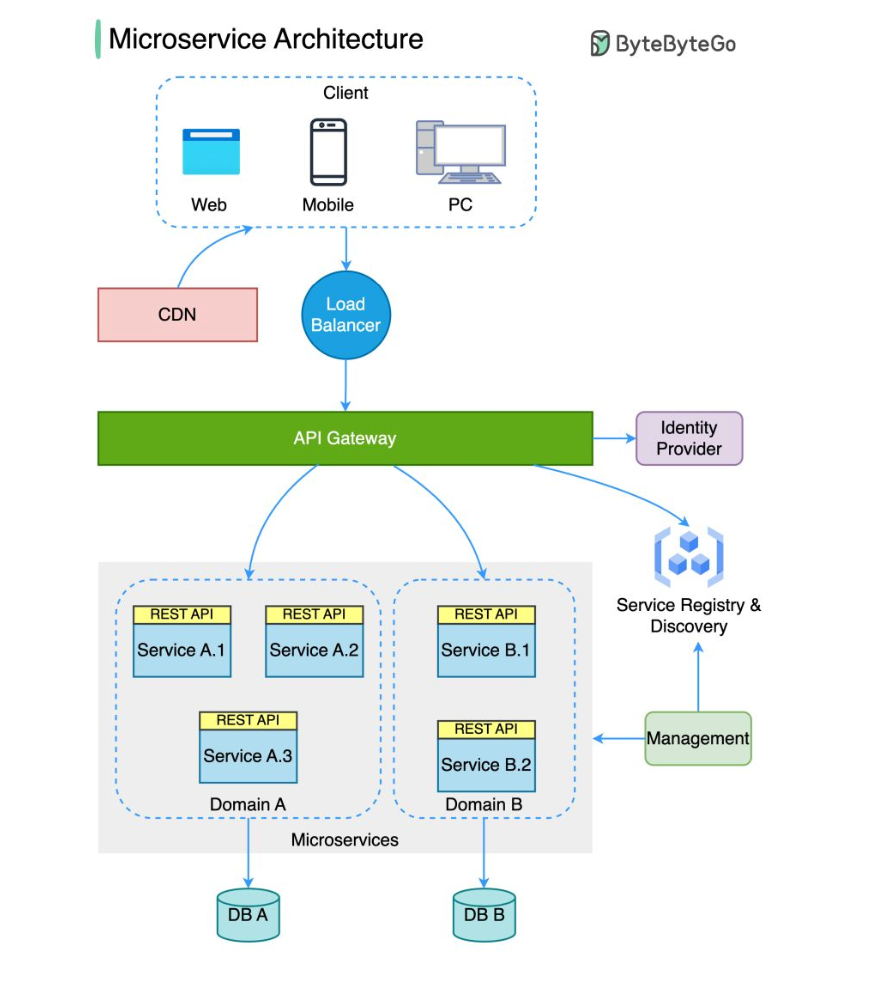 Microservice Architecture
ByteByteGo
Client
Web
Mobile
PC
CDN
Load
Balancer
API Gateway
Identity
Provider
Service Registry &
Discovery
REST API
Service A.1
REST API
Service A.2
REST API
Service B.1
REST API
Service A.3
REST API
Service B.2
Management
Domain A
Domain B
Microservices
DB A
DB B